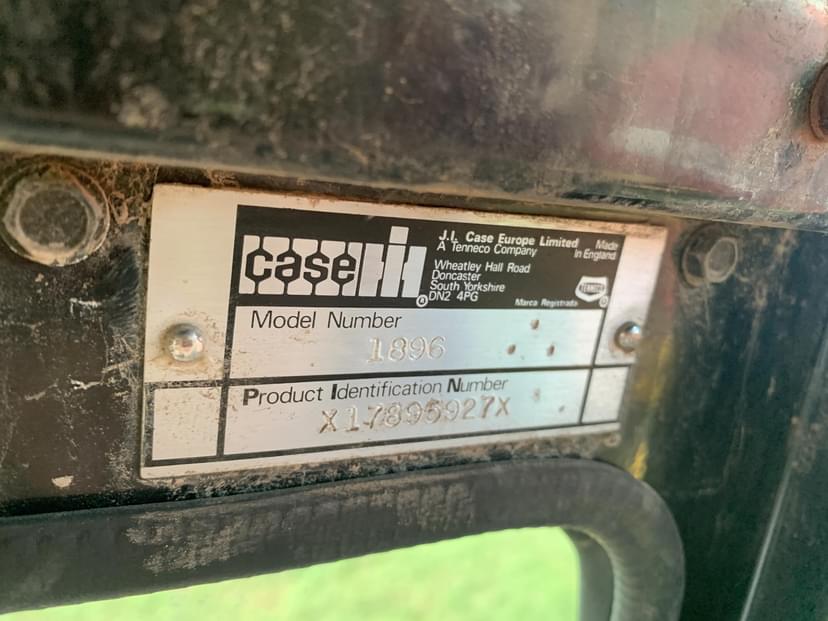 case IH
J.I. Case Europe Limited
A Tenneco Company
Wheatley Hall Road
Doncaster
South Yorkshire
DN2 4PG
Made
in England
TENNECO
Marca Registrada
Model Number
1896
Product Identification Number
X17895927X